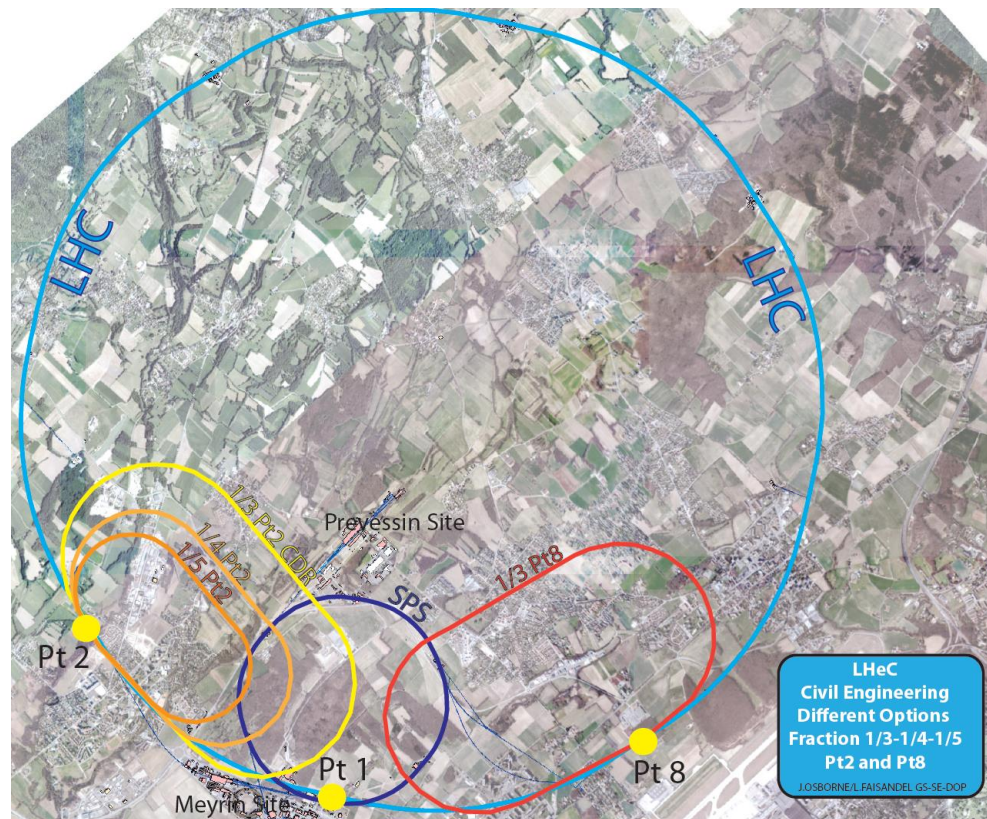 LHC
LHC
1/3 Pt2 CDR
1/4 Pt2
1/5 Pt2
Prevessin Site
1/3 Pt8
SPS
Pt 2
Pt 1
Pt 8
Meyrin Site
LHeC
Civil Engineering
Different Options
Fraction 1/3-1/4-1/5
Pt2 and Pt8
J.OSBORNE/L.FAISANDEL GS-SE-DOP